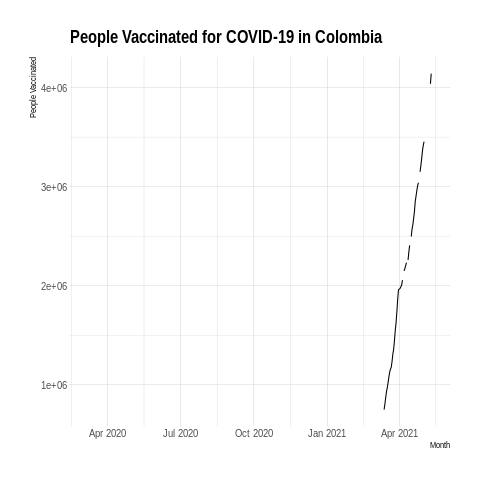 People Vaccinated for COVID-19 in Colombia
People Vaccinated
4e+06
3e+06
2e+06
1e+06
Apr 2020 Jul 2020 Oct 2020 Jan 2021 Apr 2021
Month